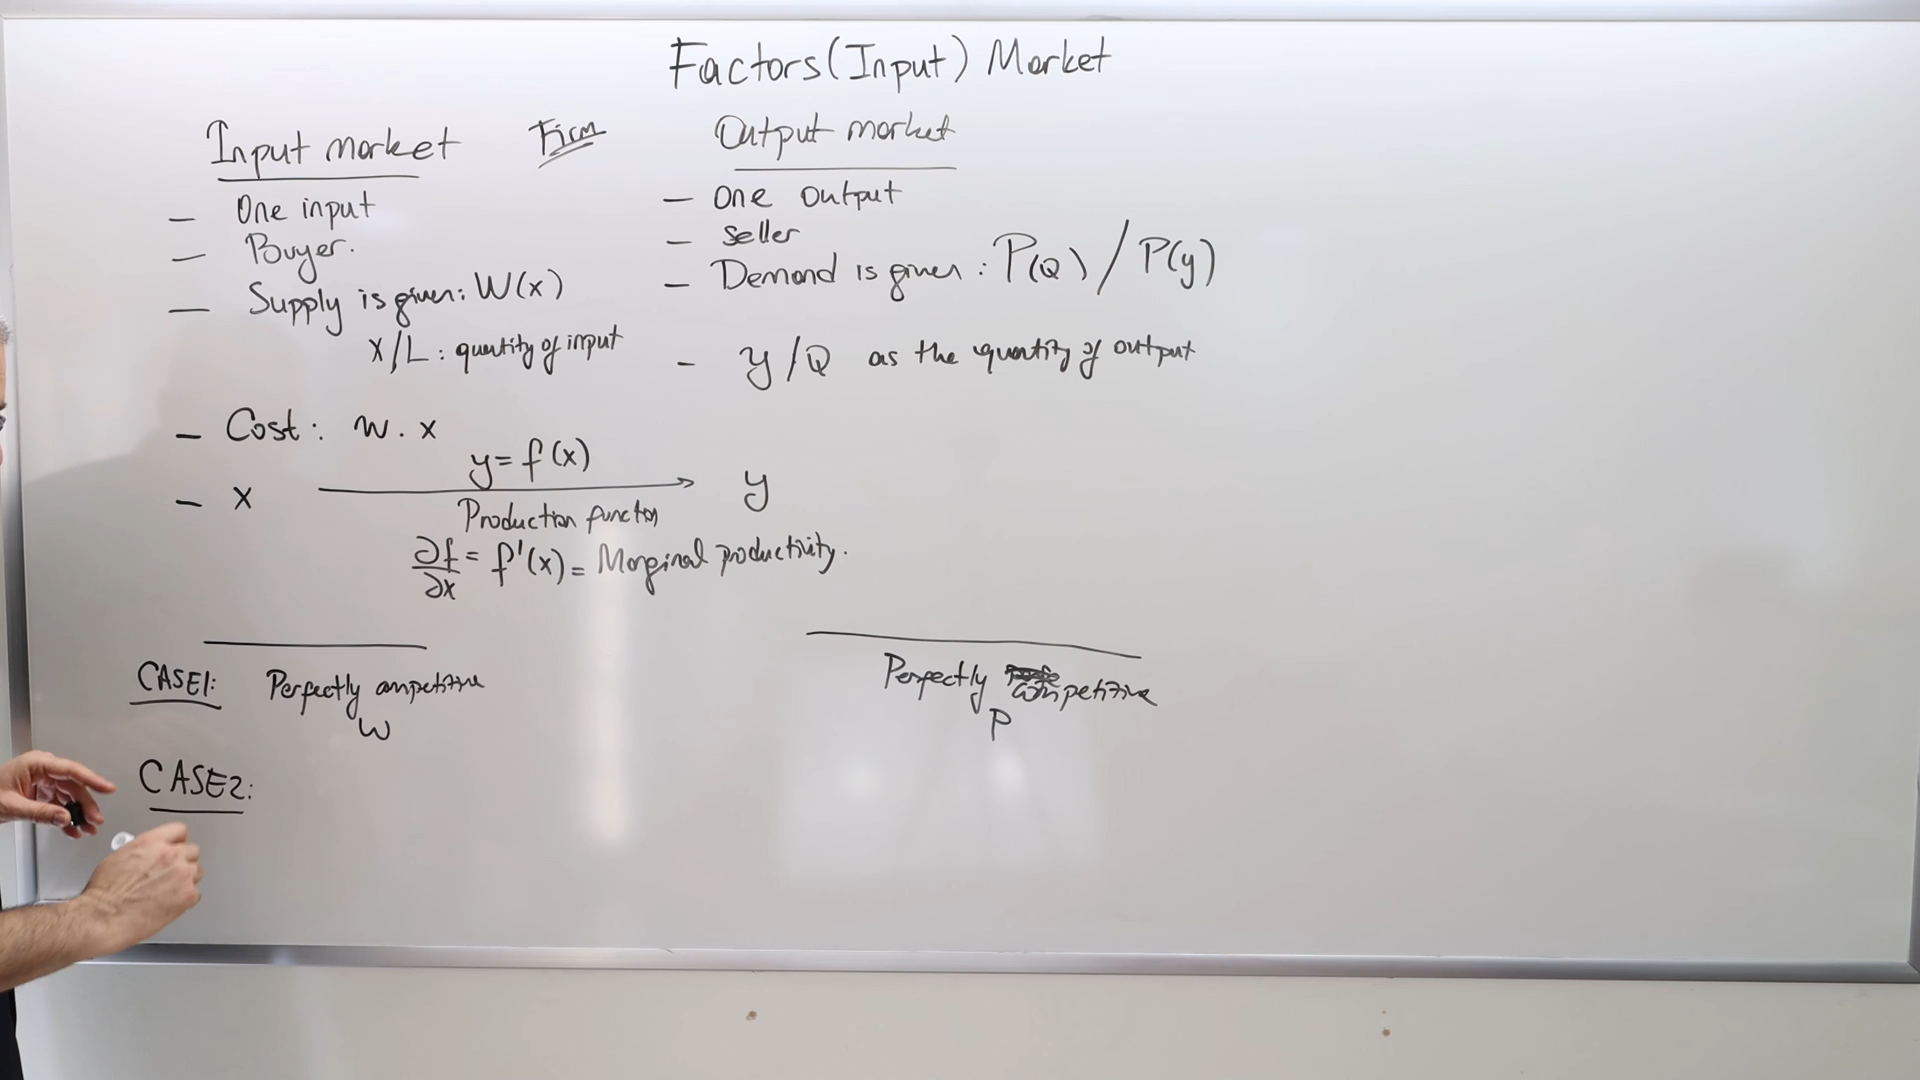 Factors (Input) Market
Input market
Firm
Output market
— One input
— Buyer.
— Supply is given: W(x)
x/L: quantity of input
— One output
— Seller
— Demand is given: P(Q) / P(y)
— y/Q as the quantity of output
— Cost: w . x
— x
y = f(x)
y
Production function
∂f/∂x = f'(x) = Marginal productivity.
CASE1: Perfectly competitive
W
Perfectly competitive
P
CASE2: